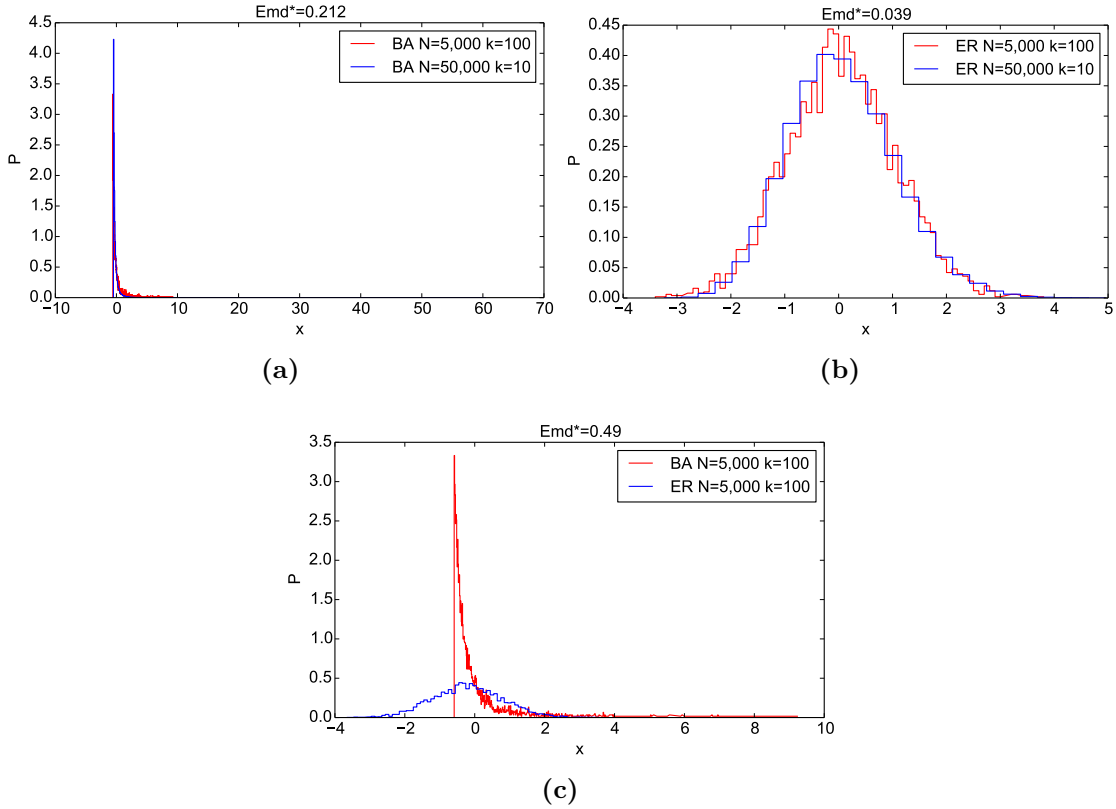 Emd*=0.212
4.5
4.0
3.5
3.0
2.5
2.0
1.5
1.0
0.5
0.0
P
BA N=5,000 k=100
BA N=50,000 k=10
−10 0 10 20 30 40 50 60 70
x
(a)
Emd*=0.039
0.45
0.40
0.35
0.30
0.25
0.20
0.15
0.10
0.05
0.00
P
ER N=5,000 k=100
ER N=50,000 k=10
−4 −3 −2 −1 0 1 2 3 4 5
x
(b)
Emd*=0.49
3.5
3.0
2.5
2.0
1.5
1.0
0.5
0.0
P
BA N=5,000 k=100
ER N=5,000 k=100
−4 −2 0 2 4 6 8 10
x
(c)